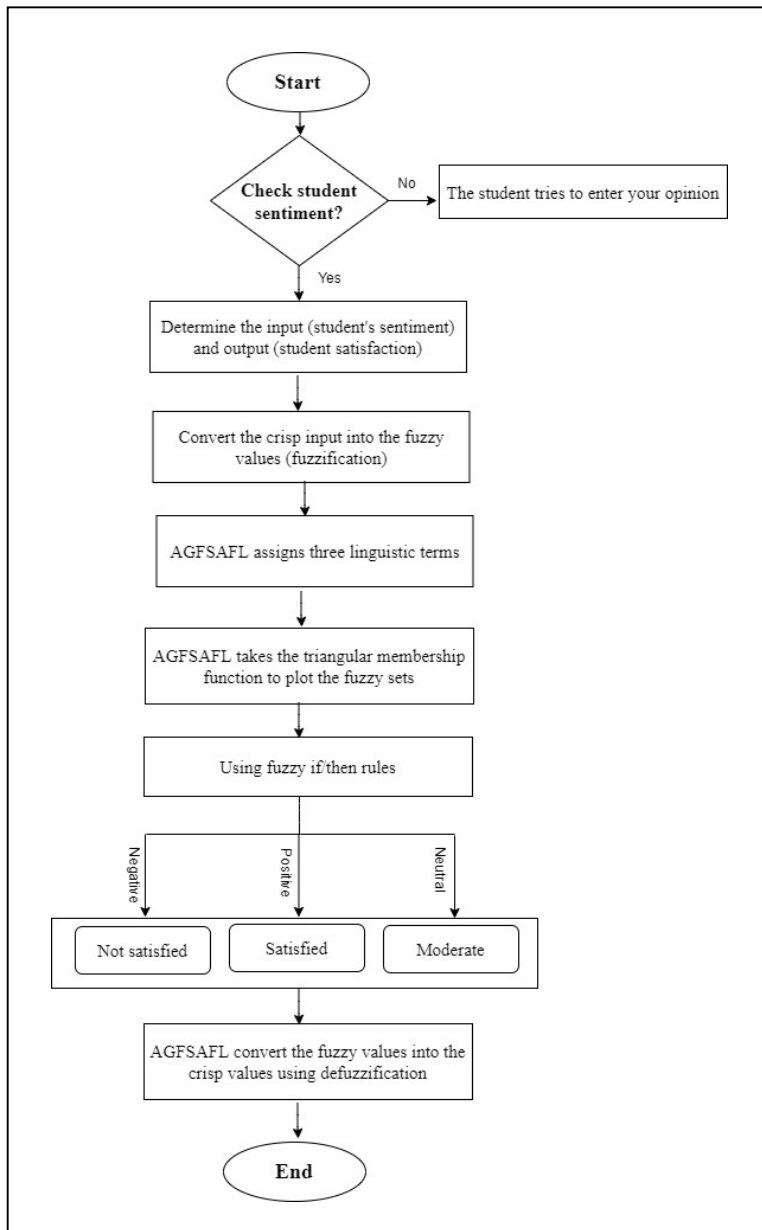 Start
Check student
sentiment?
No
The student tries to enter your opinion
Yes
Determine the input (student's sentiment)
and output (student satisfaction)
Convert the crisp input into the fuzzy
values (fuzzification)
AGFSAFL assigns three linguistic terms
AGFSAFL takes the triangular membership
function to plot the fuzzy sets
Using fuzzy if/then rules
Negative
Positive
Neutral
Not satisfied
Satisfied
Moderate
AGFSAFL convert the fuzzy values into the
crisp values using defuzzification
End